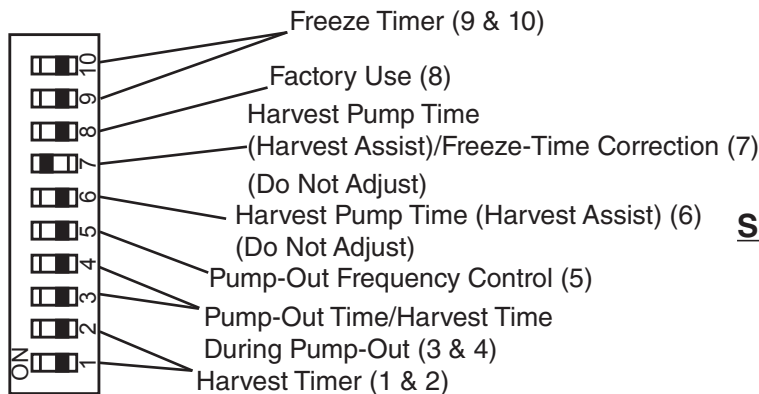 Freeze Timer (9 & 10)
Factory Use (8)
Harvest Pump Time
(Harvest Assist)/Freeze-Time Correction (7)
(Do Not Adjust)
Harvest Pump Time (Harvest Assist) (6)
(Do Not Adjust)
Pump-Out Frequency Control (5)
Pump-Out Time/Harvest Time
During Pump-Out (3 & 4)
Harvest Timer (1 & 2)
10
9
8
7
6
5
4
3
2
1
ON
S